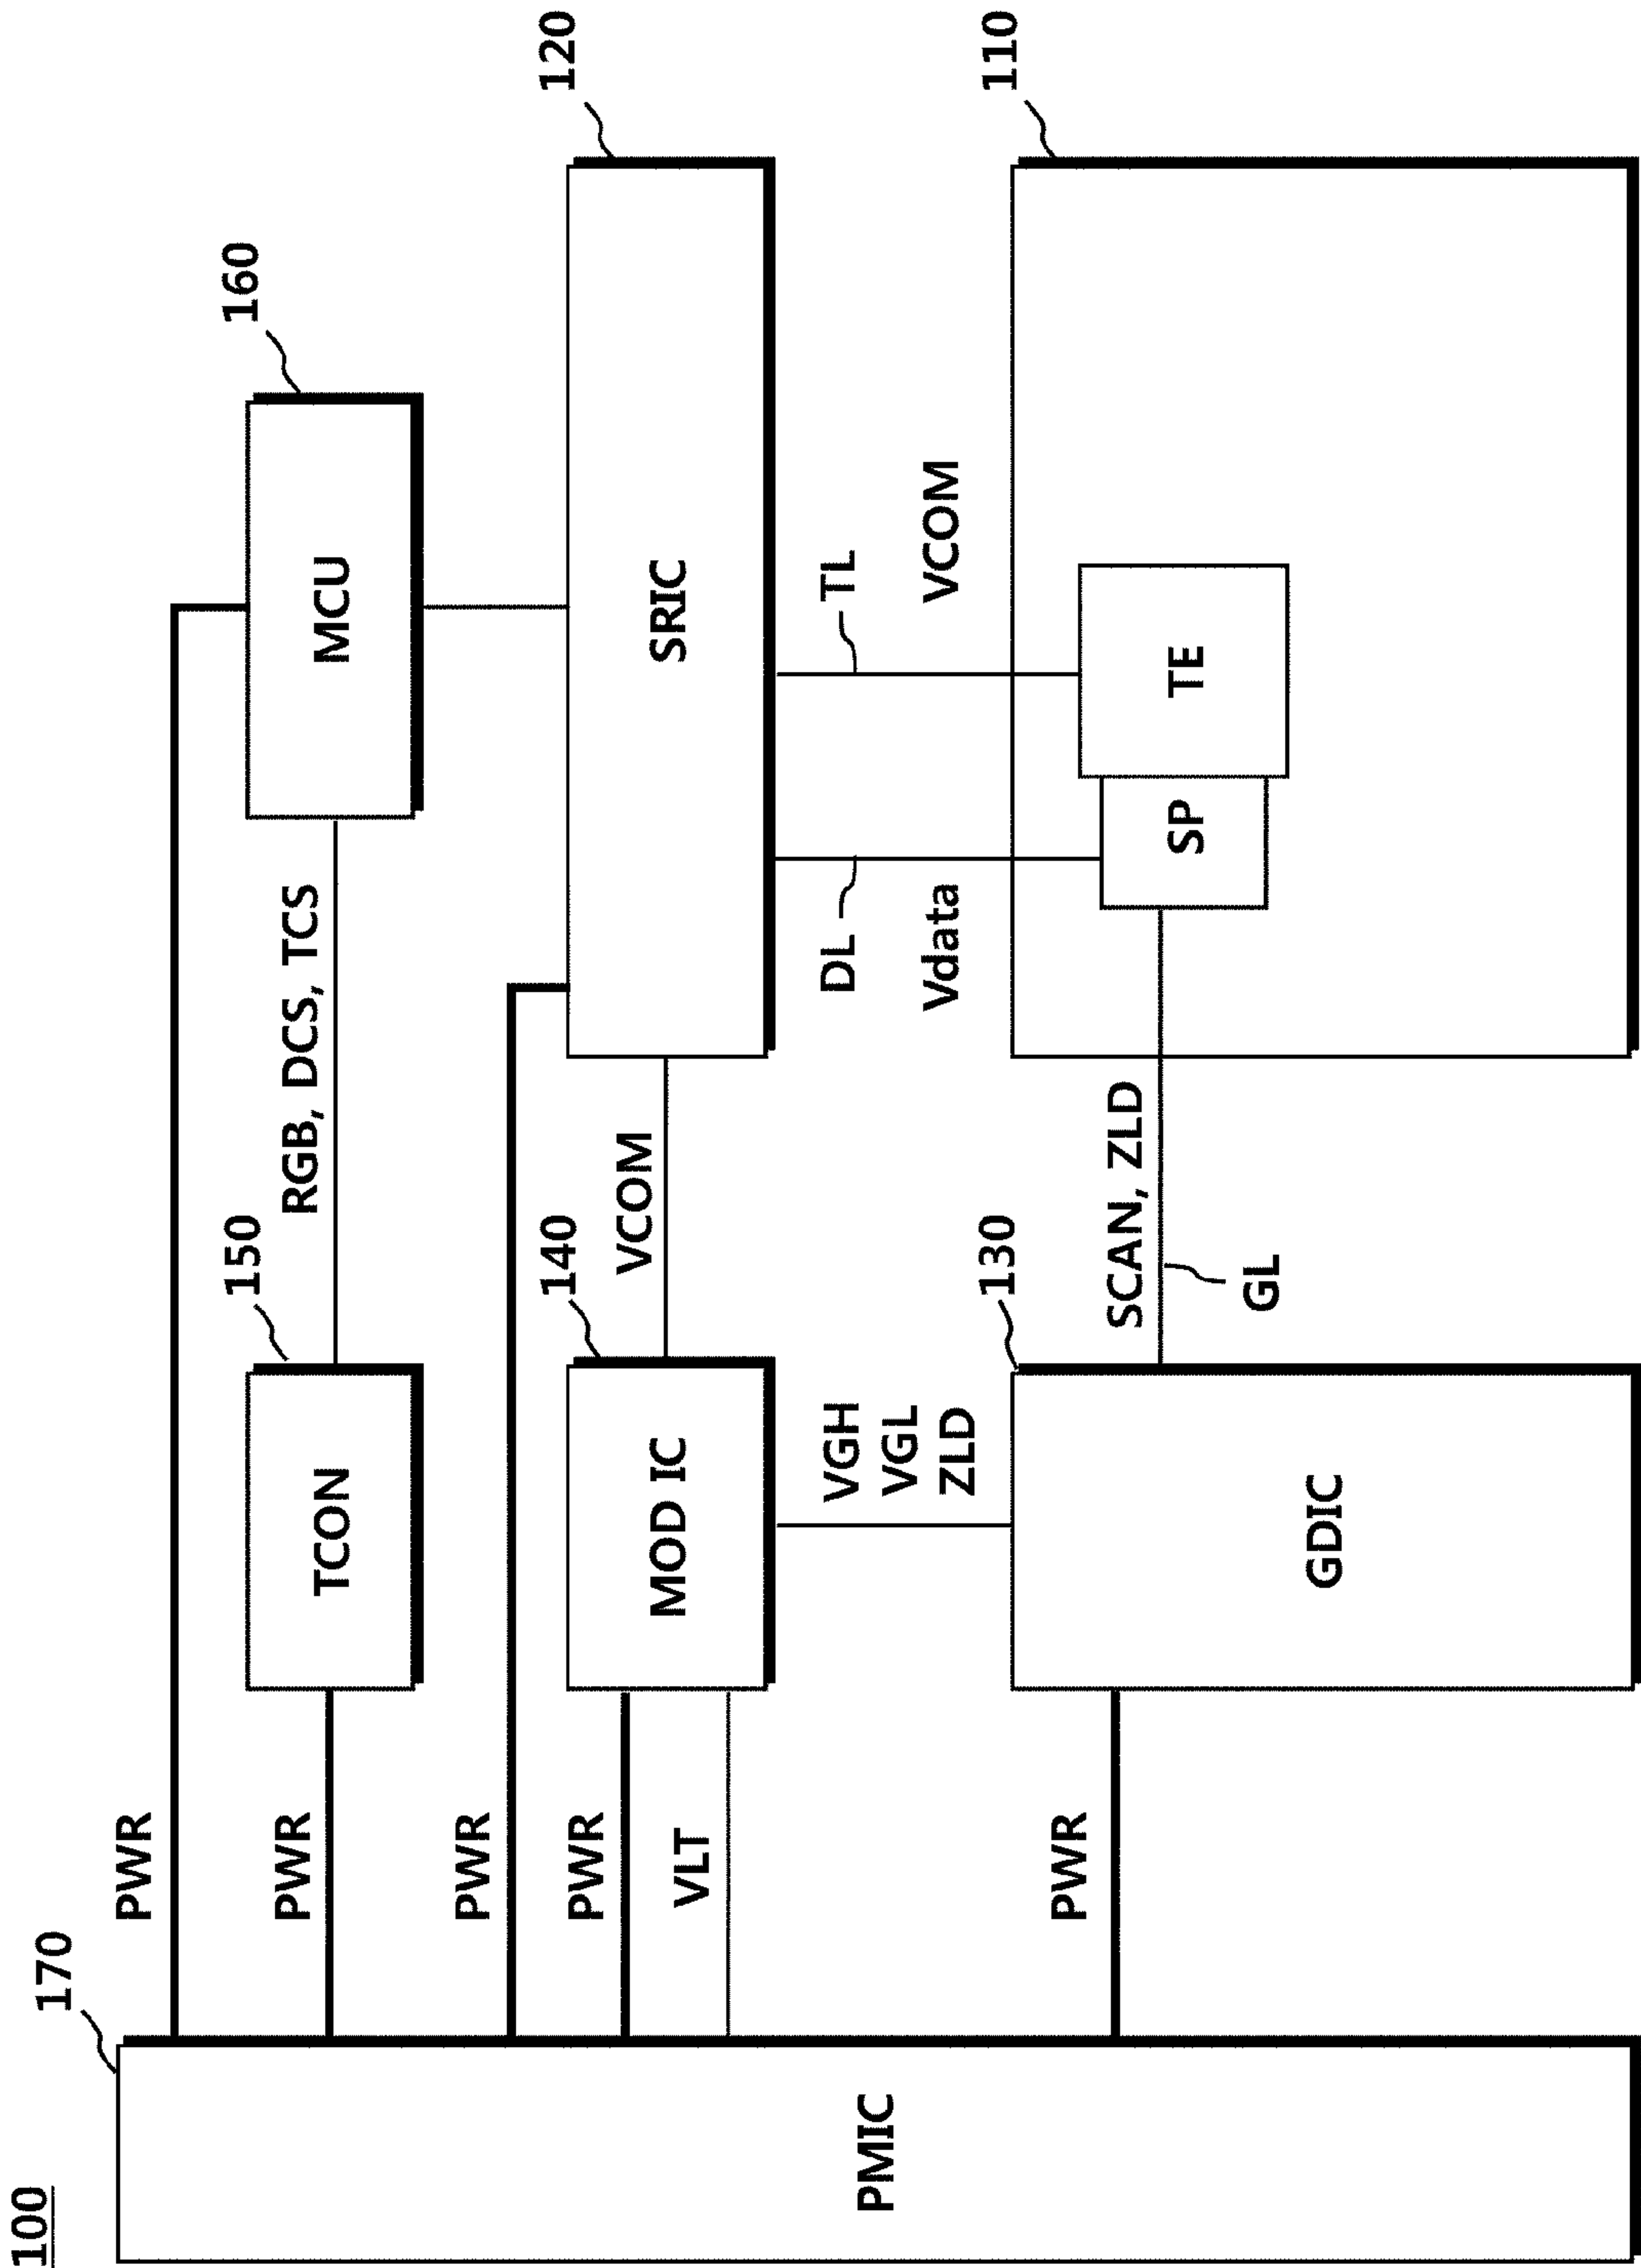 100
170
PMIC
PWR
PWR
PWR
PWR
VLT
PWR
150
TCON
RGB, DCS, TCS
160
MCU
140
MOD IC
VCOM
120
SRIC
VGH
VGL
ZLD
DL
TL
Vdata
VCOM
130
GDIC
SCAN, ZLD
GL
110
SP
TE